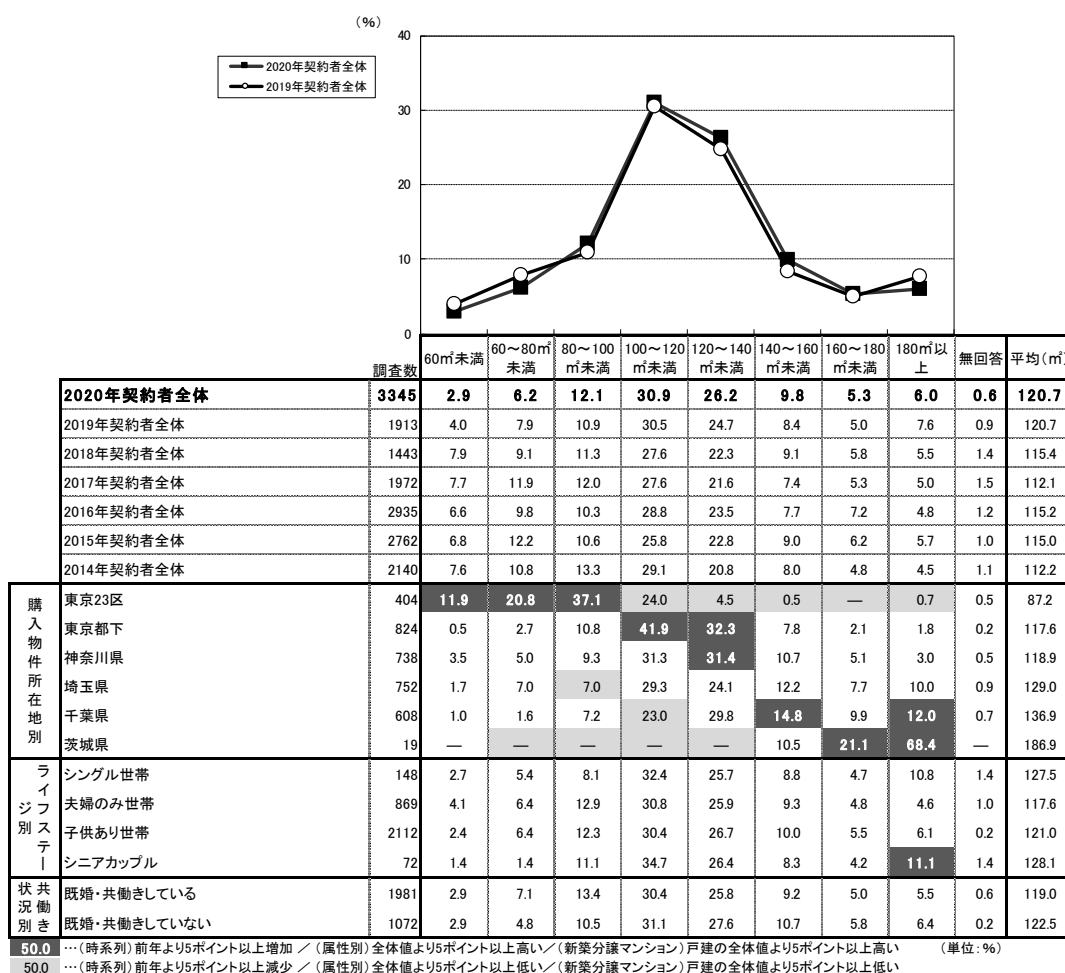 （%）
40
30
20
10
0
2020年契約者全体
2019年契約者全体
調査数 60㎡未満 60～80㎡未満 80～100㎡未満 100～120㎡未満 120～140㎡未満 140～160㎡未満 160～180㎡未満 180㎡以上 無回答 平均(㎡)
2020年契約者全体 3345 2.9 6.2 12.1 30.9 26.2 9.8 5.3 6.0 0.6 120.7
2019年契約者全体 1913 4.0 7.9 10.9 30.5 24.7 8.4 5.0 7.6 0.9 120.7
2018年契約者全体 1443 7.9 9.1 11.3 27.6 22.3 9.1 5.8 5.5 1.4 115.4
2017年契約者全体 1972 7.7 11.9 12.0 27.6 21.6 7.4 5.3 5.0 1.5 112.1
2016年契約者全体 2935 6.6 9.8 10.3 28.8 23.5 7.7 7.2 4.8 1.2 115.2
2015年契約者全体 2762 6.8 12.2 10.6 25.8 22.8 9.0 6.2 5.7 1.0 115.0
2014年契約者全体 2140 7.6 10.8 13.3 29.1 20.8 8.0 4.8 4.5 1.1 112.2
購入物件所在地別
東京23区 404 11.9 20.8 37.1 24.0 4.5 0.5 ― 0.7 0.5 87.2
東京都下 824 0.5 2.7 10.8 41.9 32.3 7.8 2.1 1.8 0.2 117.6
神奈川県 738 3.5 5.0 9.3 31.3 31.4 10.7 5.1 3.0 0.5 118.9
埼玉県 752 1.7 7.0 7.0 29.3 24.1 12.2 7.7 10.0 0.9 129.0
千葉県 608 1.0 1.6 7.2 23.0 29.8 14.8 9.9 12.0 0.7 136.9
茨城県 19 ― ― ― ― ― 10.5 21.1 68.4 ― 186.9
ライフステージ別
シングル世帯 148 2.7 5.4 8.1 32.4 25.7 8.8 4.7 10.8 1.4 127.5
夫婦のみ世帯 869 4.1 6.4 12.9 30.8 25.9 9.3 4.8 4.6 1.0 117.6
子供あり世帯 2112 2.4 6.4 12.3 30.4 26.7 10.0 5.5 6.1 0.2 121.0
シニアカップル 72 1.4 1.4 11.1 34.7 26.4 8.3 4.2 11.1 1.4 128.1
共働き状況別
既婚・共働きしている 1981 2.9 7.1 13.4 30.4 25.8 9.2 5.0 5.5 0.6 119.0
既婚・共働きしていない 1072 2.9 4.8 10.5 31.1 27.6 10.7 5.8 6.4 0.2 122.5
50.0 …（時系列）前年より5ポイント以上増加 ／（属性別）全体値より5ポイント以上高い／（新築分譲マンション）戸建の全体値より5ポイント以上高い （単位：%）
50.0 …（時系列）前年より5ポイント以上減少 ／（属性別）全体値より5ポイント以上低い／（新築分譲マンション）戸建の全体値より5ポイント以上低い